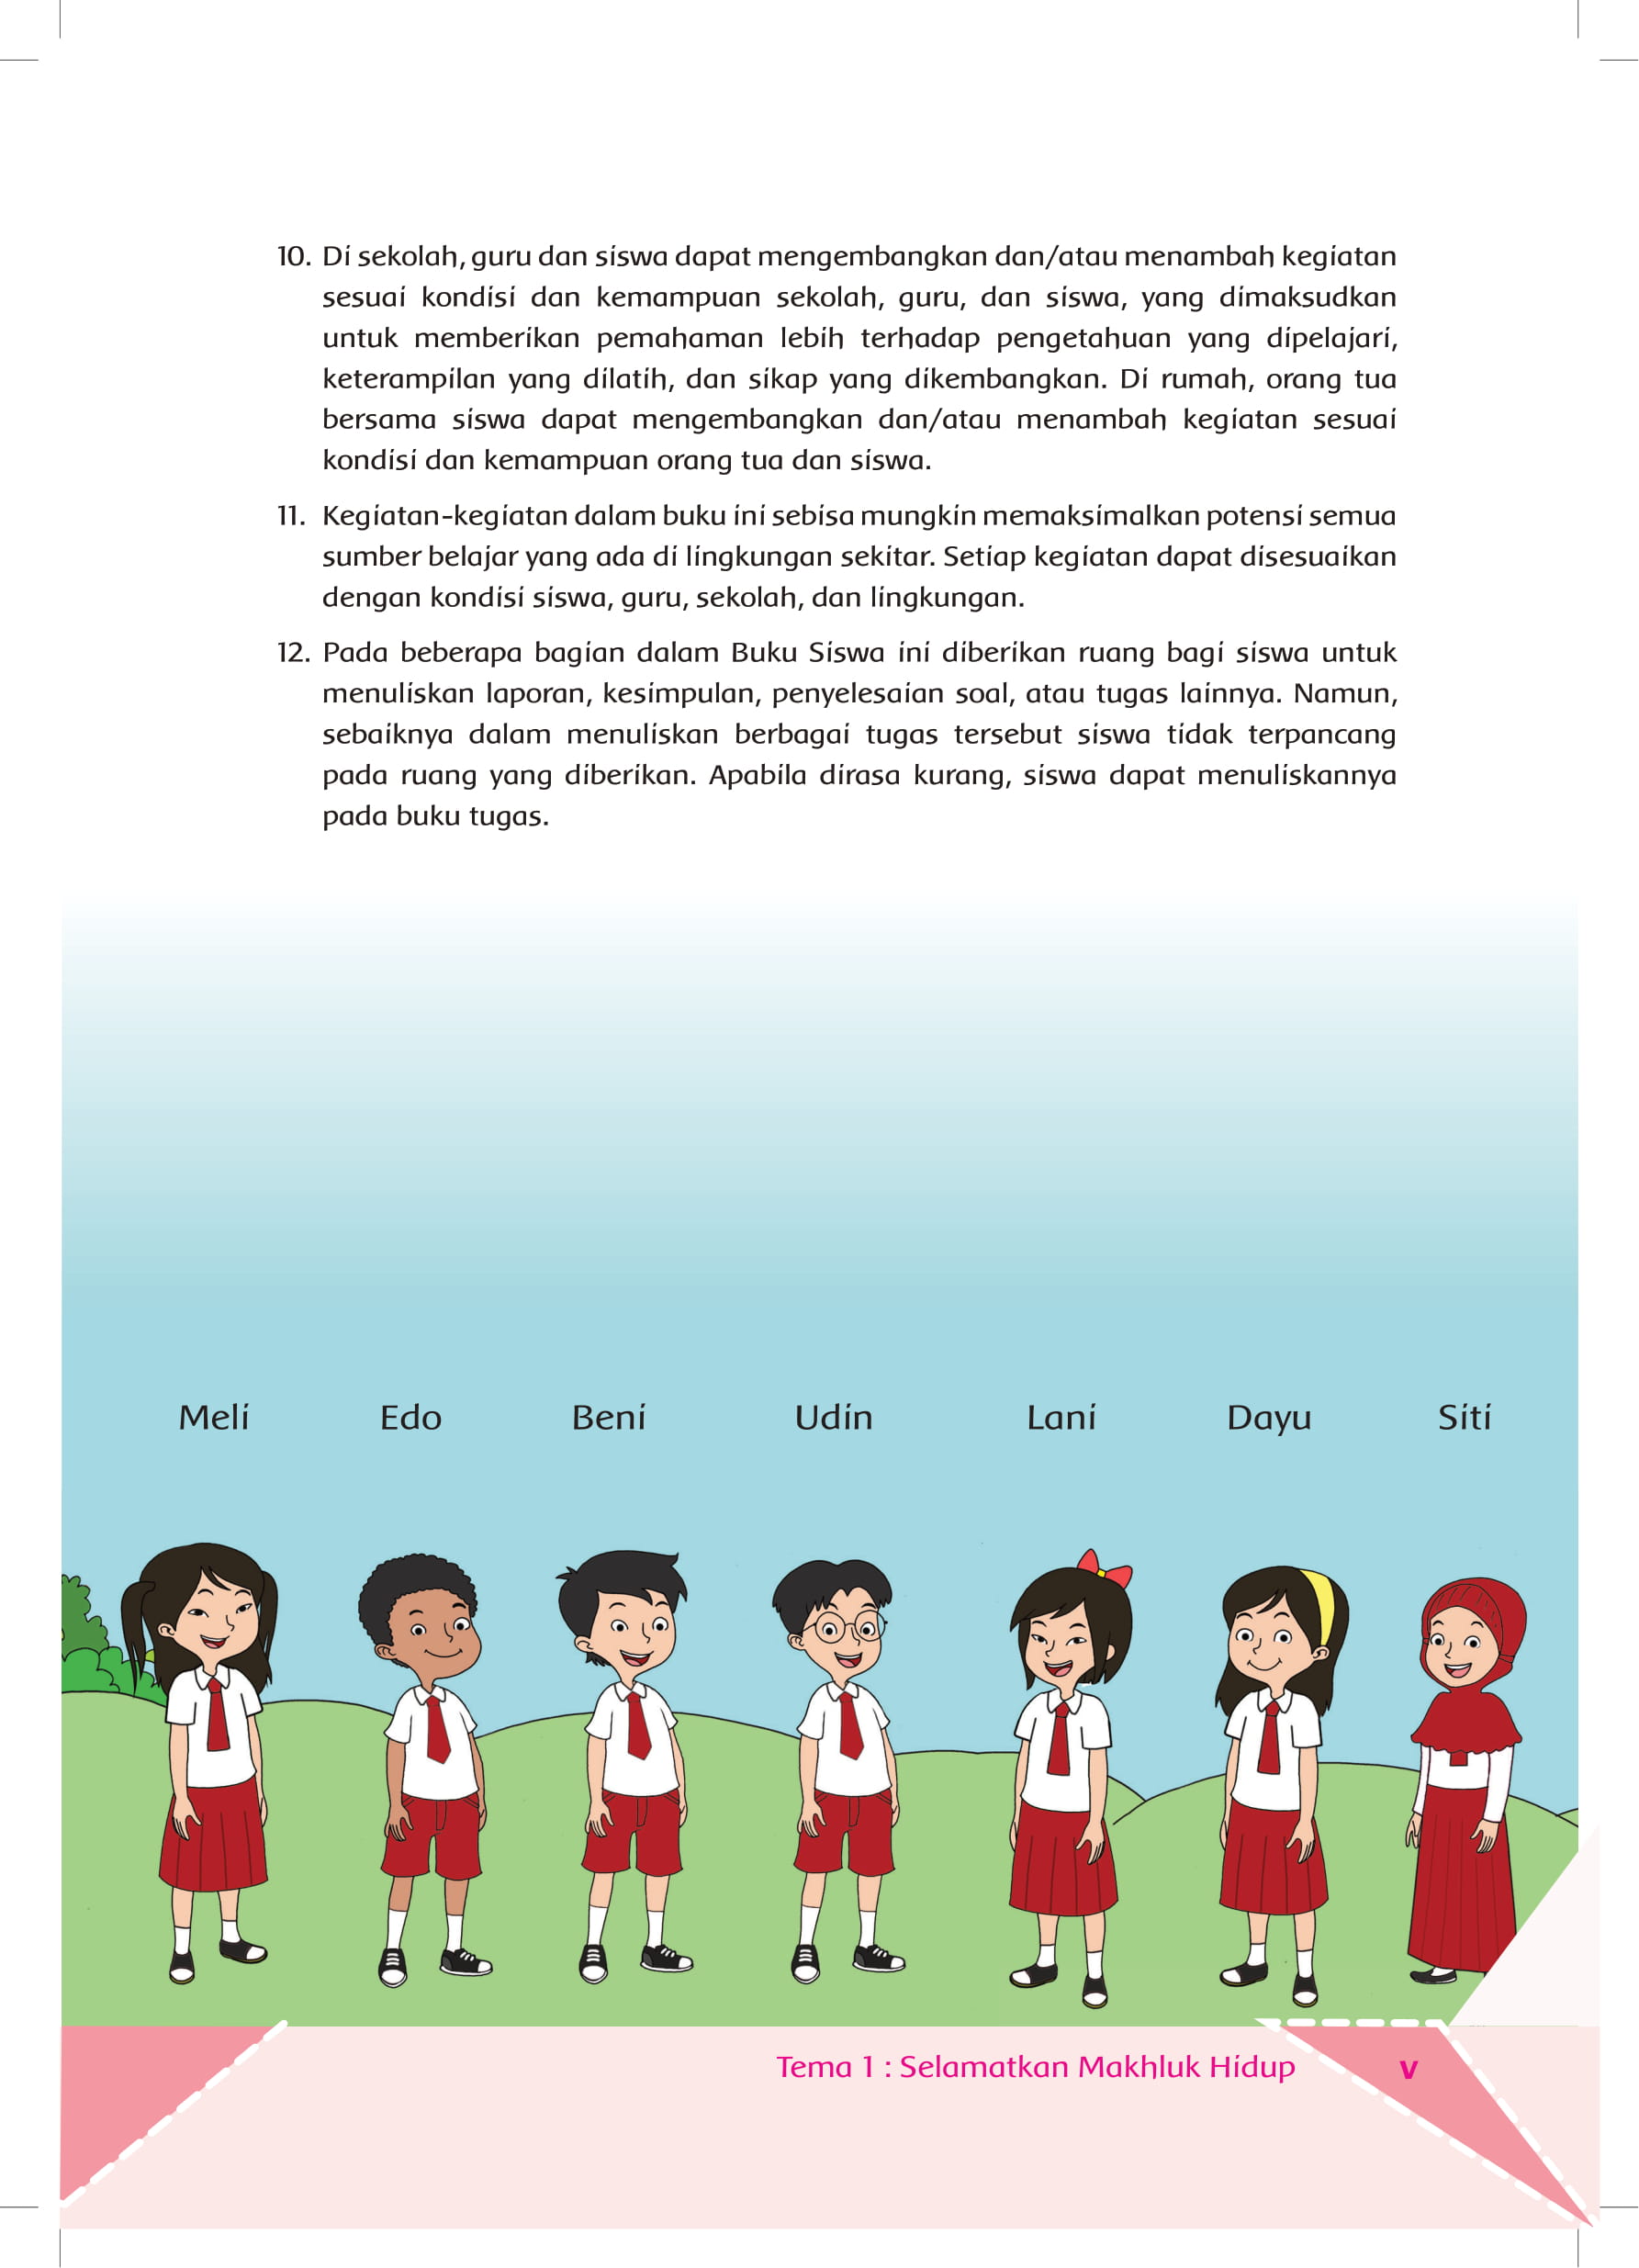 10. Di sekolah, guru dan siswa dapat mengembangkan dan/atau menambah kegiatan
sesuai kondisi dan kemampuan sekolah, guru, dan siswa, yang dimaksudkan
untuk memberikan pemahaman lebih terhadap pengetahuan yang dipelajari,
keterampilan yang dilatih, dan sikap yang dikembangkan. Di rumah, orang tua
bersama siswa dapat mengembangkan dan/atau menambah kegiatan sesuai
kondisi dan kemampuan orang tua dan siswa.
11. Kegiatan-kegiatan dalam buku ini sebisa mungkin memaksimalkan potensi semua
sumber belajar yang ada di lingkungan sekitar. Setiap kegiatan dapat disesuaikan
dengan kondisi siswa, guru, sekolah, dan lingkungan.
12. Pada beberapa bagian dalam Buku Siswa ini diberikan ruang bagi siswa untuk
menuliskan laporan, kesimpulan, penyelesaian soal, atau tugas lainnya. Namun,
sebaiknya dalam menuliskan berbagai tugas tersebut siswa tidak terpancang
pada ruang yang diberikan. Apabila dirasa kurang, siswa dapat menuliskannya
pada buku tugas.
Meli Edo Beni Udin Lani Dayu Siti
Tema 1 : Selamatkan Makhluk Hidup v